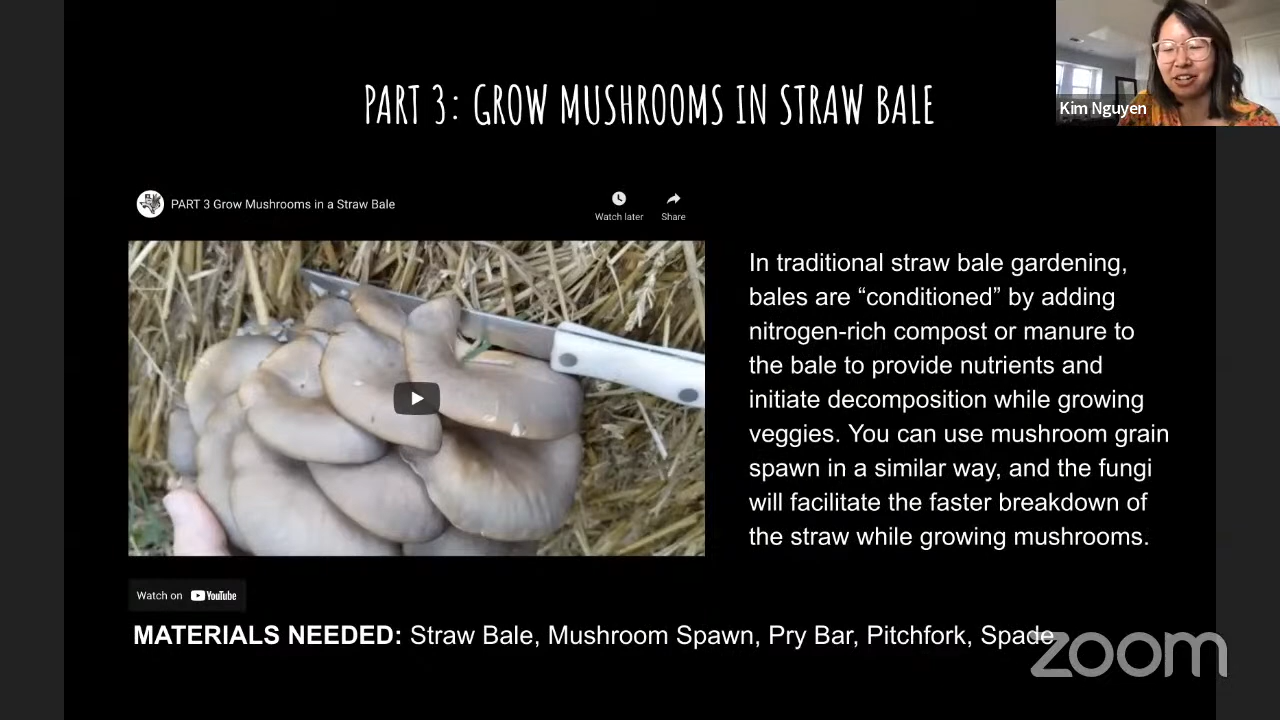 PART 3: GROW MUSHROOMS IN STRAW BALE
Kim Nguyen
PART 3 Grow Mushrooms in a Straw Bale
Watch later
Share
In traditional straw bale gardening,
bales are “conditioned” by adding
nitrogen-rich compost or manure to
the bale to provide nutrients and
initiate decomposition while growing
veggies. You can use mushroom grain
spawn in a similar way, and the fungi
will facilitate the faster breakdown of
the straw while growing mushrooms.
Watch on YouTube
MATERIALS NEEDED: Straw Bale, Mushroom Spawn, Pry Bar, Pitchfork, Spade
zoom